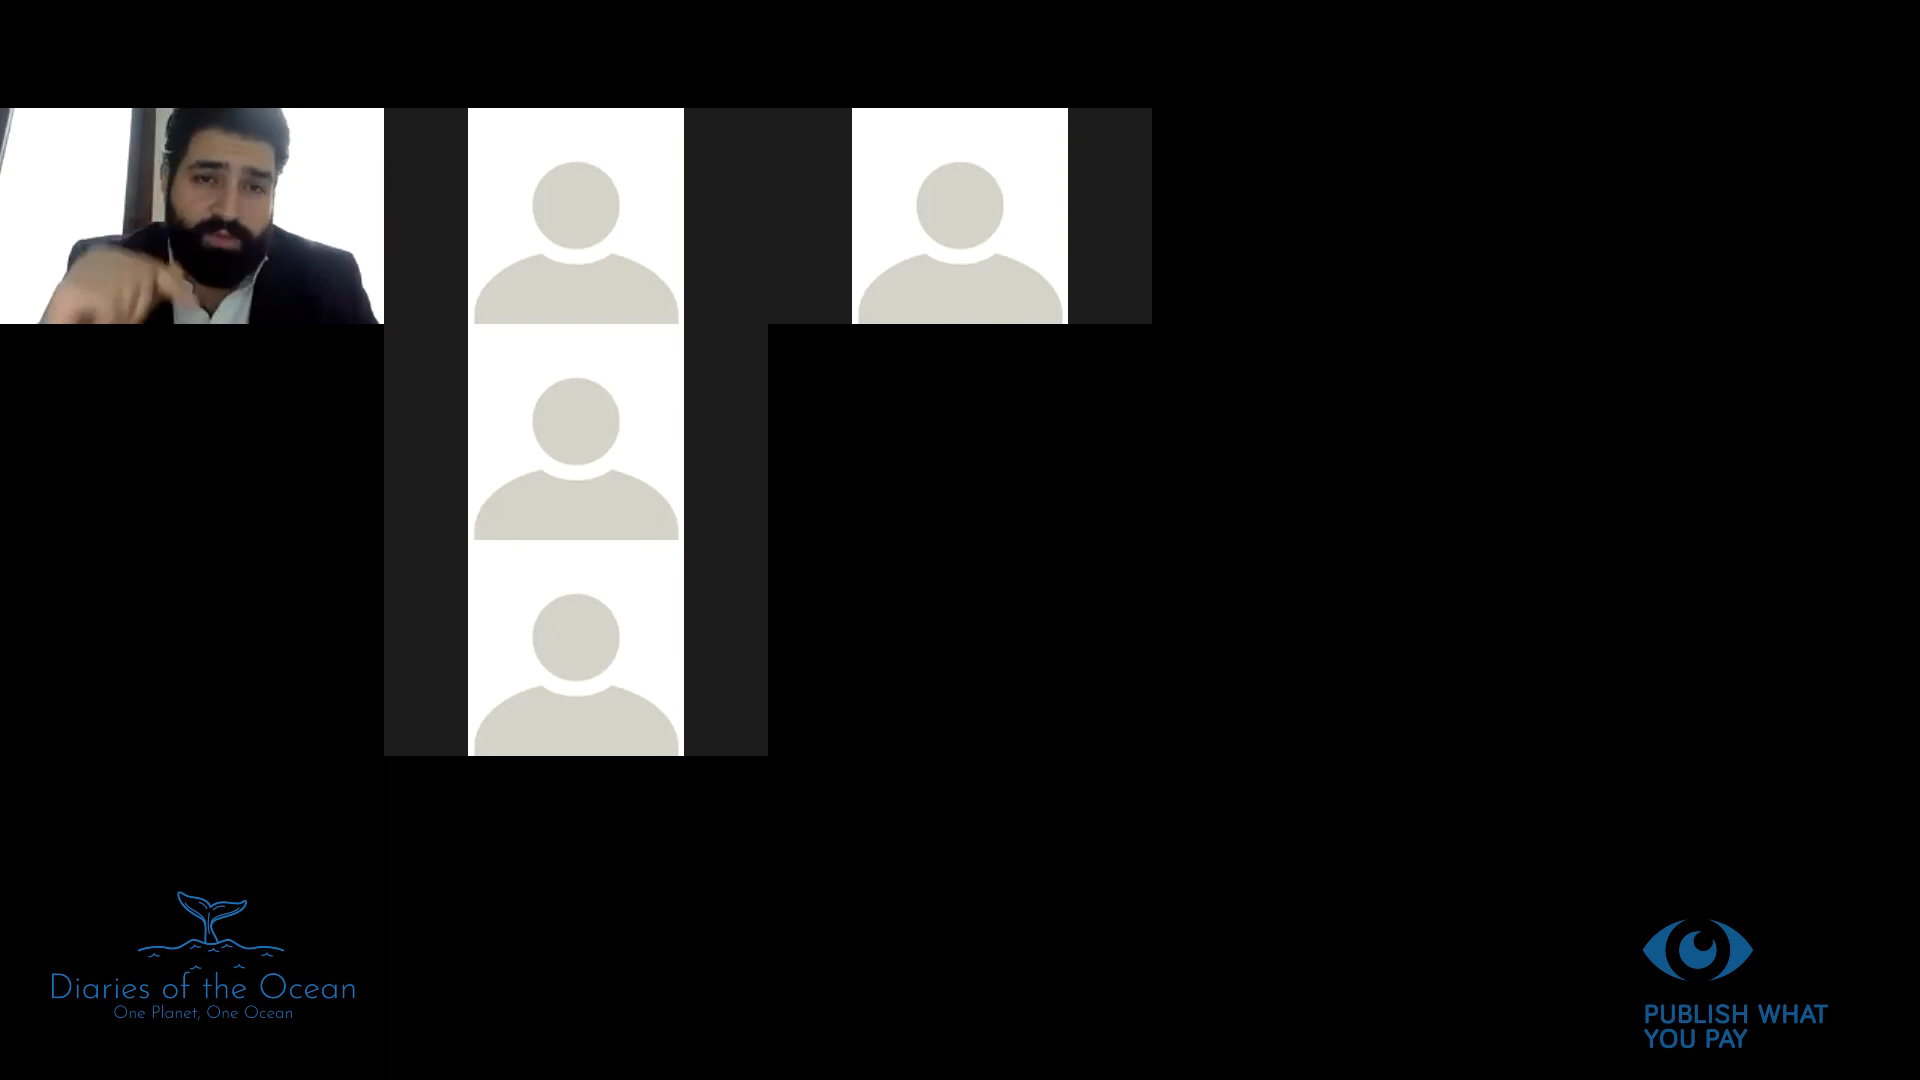 Diaries of the Ocean
One Planet, One Ocean
PUBLISH WHAT
YOU PAY